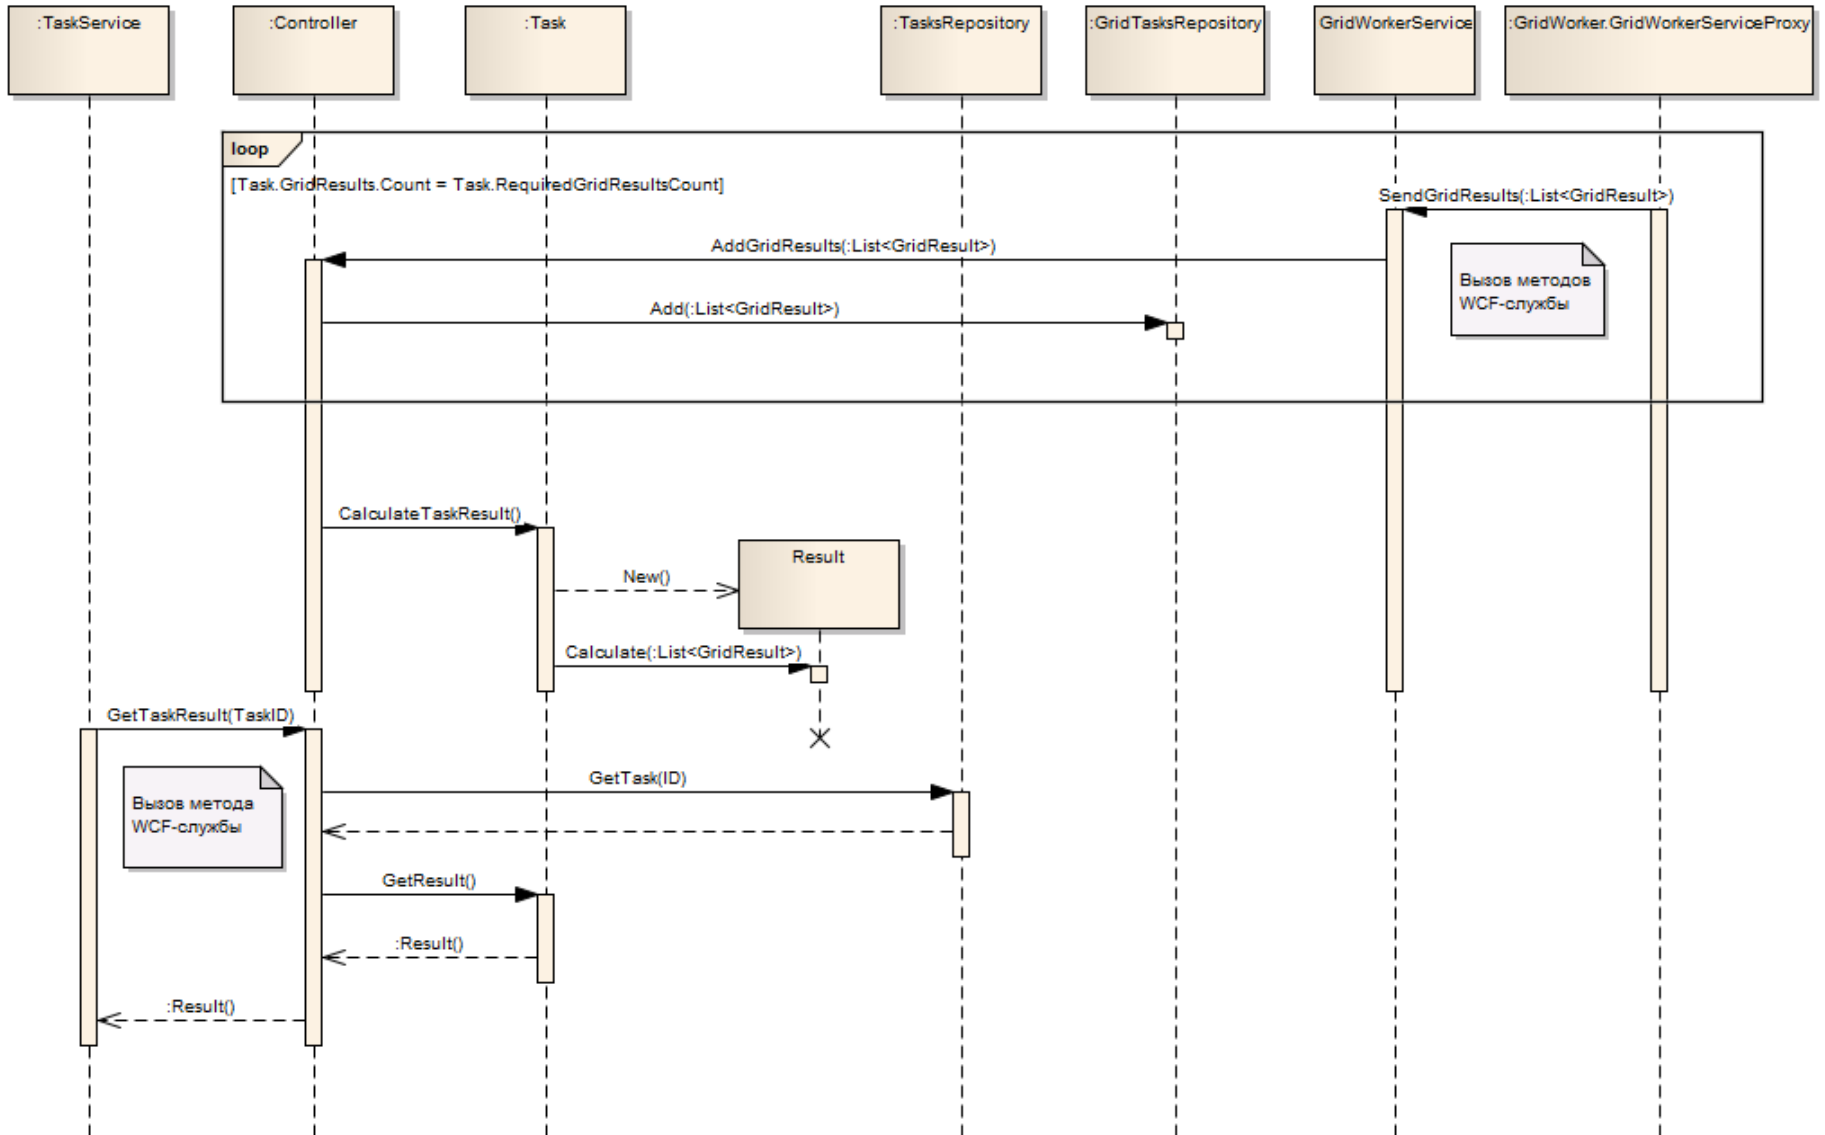 :TaskService
:Controller
:Task
:TasksRepository
:GridTasksRepository
GridWorkerService
:GridWorker.GridWorkerServiceProxy
loop
[Task.GridResults.Count = Task.RequiredGridResultsCount]
SendGridResults(:List<GridResult>)
AddGridResults(:List<GridResult>)
Вызов методов
WCF-службы
Add(:List<GridResult>)
CalculateTaskResult()
Result
New()
Calculate(:List<GridResult>)
GetTaskResult(TaskID)
GetTask(ID)
Вызов метода
WCF-службы
GetResult()
:Result()
:Result()